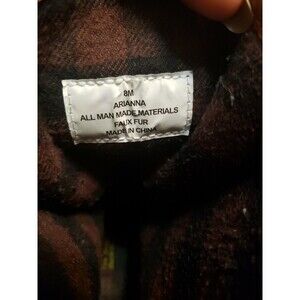 8M
ARIANNA
ALL MAN MADE MATERIALS
FAUX FUR
MADE IN CHINA